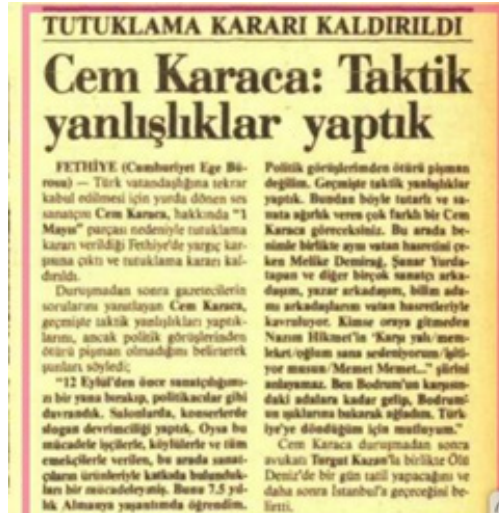 TUTUKLAMA KARARI KALDIRILDI
Cem Karaca: Taktik
yanlışlıklar yaptık
FETHİYE (Cumhuriyet Ege Bü-
rosu) — Türk vatandaşlığına tekrar
kabul edilmesi için yurda dönen ses
sanatçısı Cem Karaca, hakkında "1
Mayıs" parçası nedeniyle tutuklama
kararı verildiği Fethiye'de yargıç kar-
şısına çıktı ve tutuklama kararı kal-
dırıldı.
Duruşmadan sonra gazetecilerin
sorularını yanıtlayan Cem Karaca,
geçmişte taktik yanlışlıkları yaptık-
larını, ancak politik görüşlerinden
ötürü pişman olmadığını belirterek
şunları söyledi;
"12 Eylül'den önce sanatçılığımı-
zı bir yana bırakıp, politikacılar gibi
davrandık. Salonlarda, konserlerde
slogan devrimciliği yaptık. Oysa bu
mücadele işçilerle, köylülerle ve tüm
emekçilerle verilen, bu arada sanat-
çıların ürünleriyle katkıda bulundukla-
rı bir mücadeleymiş. Bunu 7.5 yıl-
lık Almanya yaşantımda öğrendim.
Politik görüşlerimden ötürü pişman
değilim. Geçmişte taktik yanlışlıklar
yaptık. Bundan böyle tutarlı ve sa-
nata ağırlık veren çok farklı bir Cem
Karaca göreceksiniz. Bu arada be-
nimle birlikte aynı vatan hasretini çe-
ken Melike Demirağ, Şanar Yurda-
tapan ve diğer birçok sanatçı arka-
daşım, yazar arkadaşım, bilim ada-
mı arkadaşlarım vatan hasretleriyle
kavruluyor. Kimse oraya gitmeden
Nazım Hikmet'in 'Karşı yalı/mem-
leket/oğlum sana sesleniyorum/işiti-
yor musun/Memet Memet...' şiirini
anlayamaz. Ben Bodrum'un karşısın-
daki adalara kadar gelip, Bodrum'-
un ışıklarına bakarak ağladım. Türk-
iye'ye döndüğüm için mutluyum."
Cem Karaca duruşmadan sonra
avukatı Turgut Kazan'la birlikte Ölü
Deniz'de bir gün tatil yapacağını ve
daha sonra İstanbul'a geçeceğini be-
lirtti.